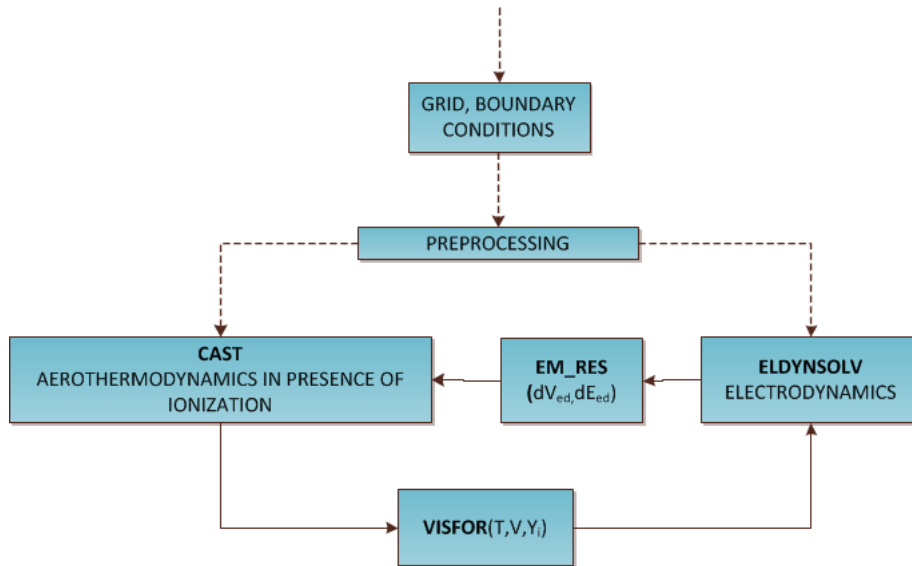 GRID, BOUNDARY
CONDITIONS
PREPROCESSING
CAST
AEROTHERMODYNAMICS IN PRESENCE OF
IONIZATION
EM_RES
(dVed,dEed)
ELDYNSOLV
ELECTRODYNAMICS
VISFOR(T,V,Yi)